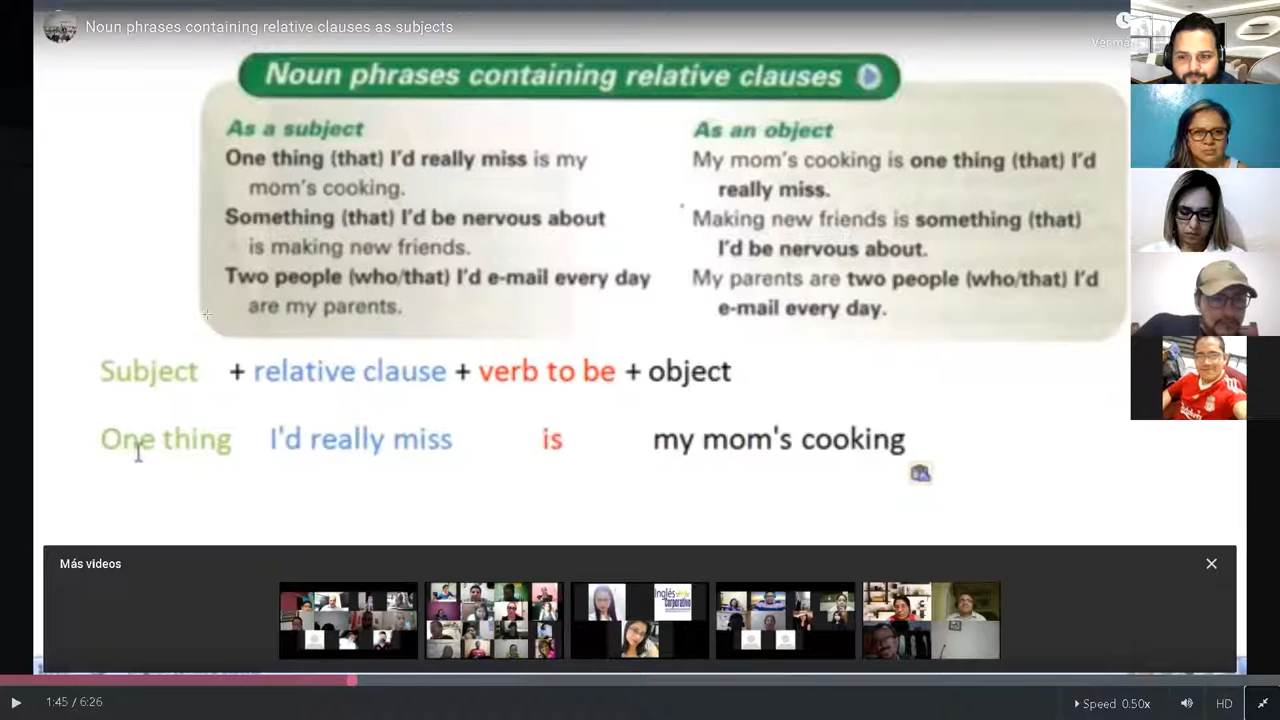 Noun phrases containing relative clauses as subjects
Noun phrases containing relative clauses
As a subject
One thing (that) I'd really miss is my
mom's cooking.
Something (that) I'd be nervous about
is making new friends.
Two people (who/that) I'd e-mail every day
are my parents.
As an object
My mom's cooking is one thing (that) I'd
really miss.
Making new friends is something (that)
I'd be nervous about.
My parents are two people (who/that) I'd
e-mail every day.
Subject + relative clause + verb to be + object
One thing I'd really miss is my mom's cooking
Más videos
Inglés
Corporativo
1:45 / 6:26
Speed 0.50x
HD